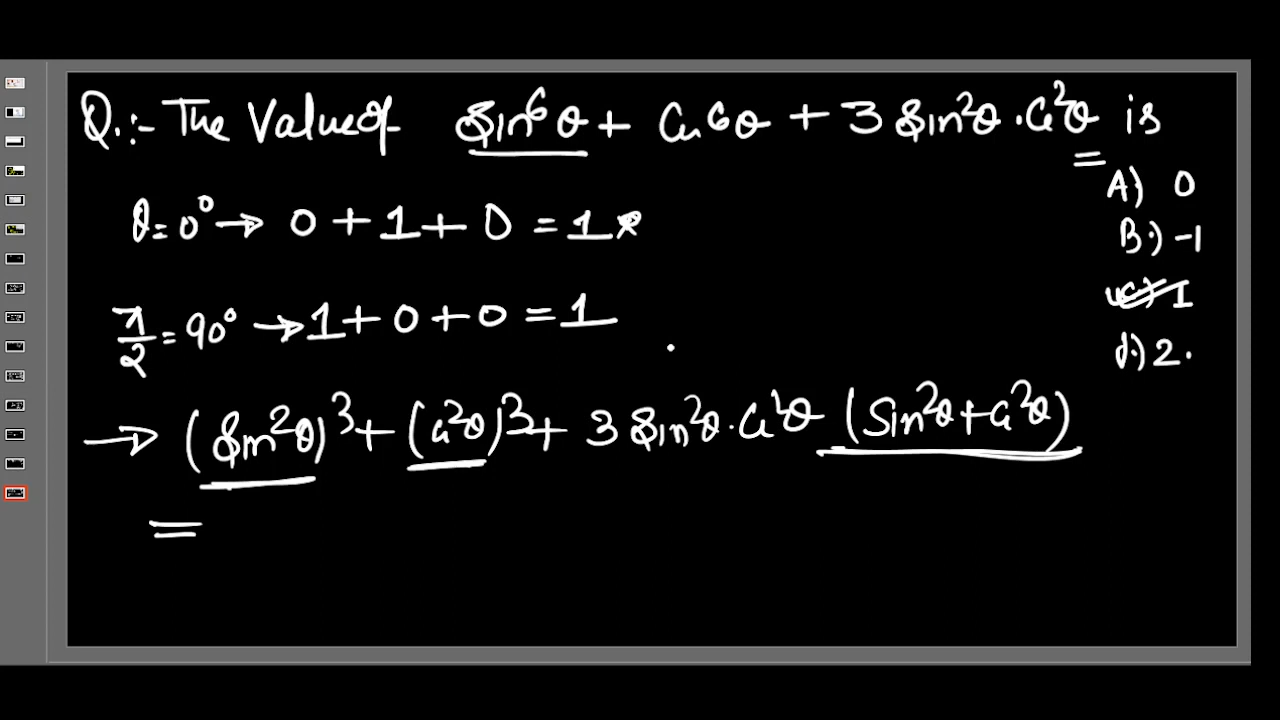 Q.:- The Value of Sin⁶θ + Cos⁶θ + 3 Sin²θ . Cos²θ is
A) 0
B.) -1
C) 1
d.) 2.
θ = 0° → 0 + 1 + 0 = 1
π/2 = 90° → 1 + 0 + 0 = 1
→ (Sin²θ)³ + (Cos²θ)³ + 3 Sin²θ . Cos²θ (Sin²θ + Cos²θ)
=